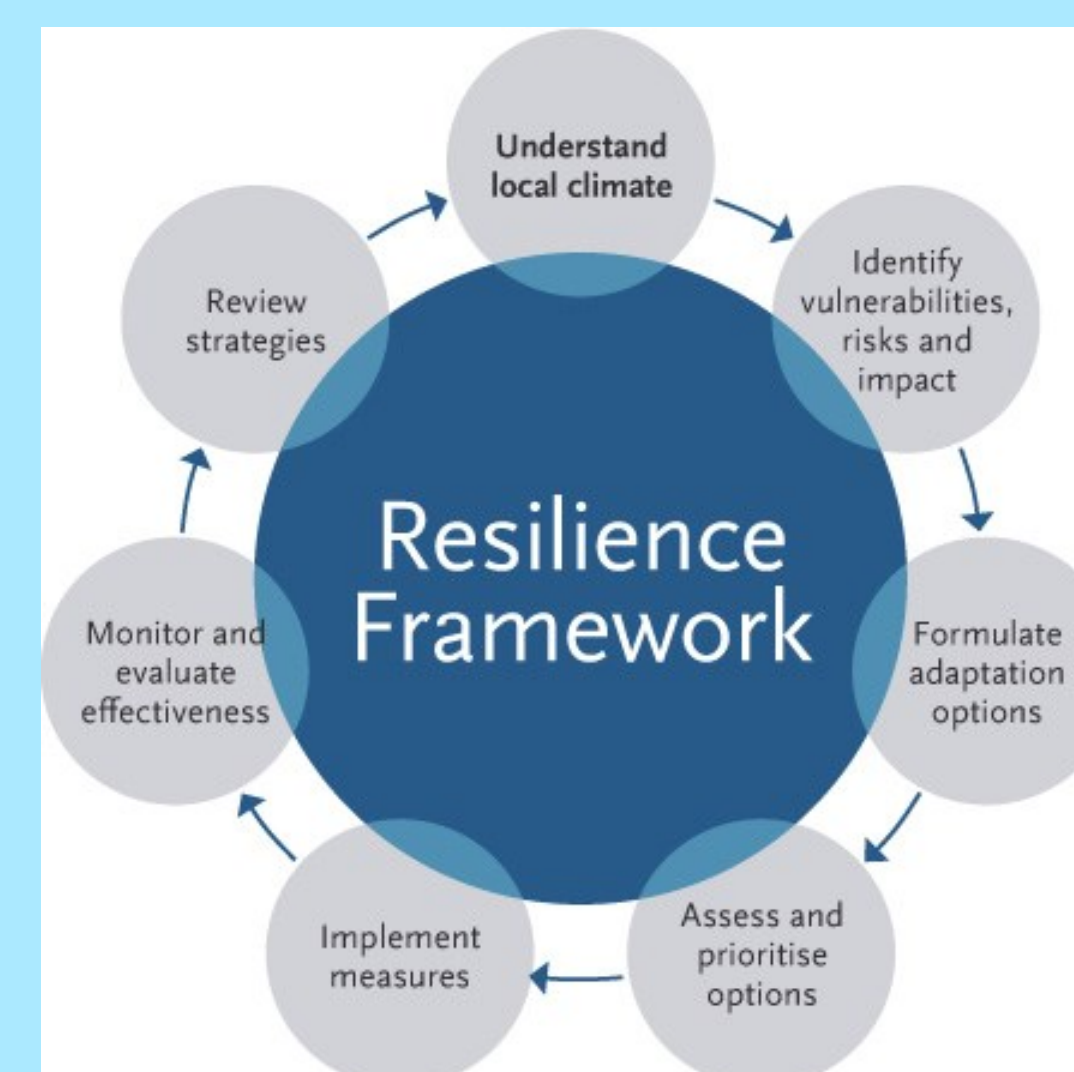 Understand
local climate
Identify
vulnerabilities,
risks and
impact
Formulate
adaptation
options
Assess and
prioritise
options
Implement
measures
Monitor and
evaluate
effectiveness
Review
strategies
Resilience
Framework